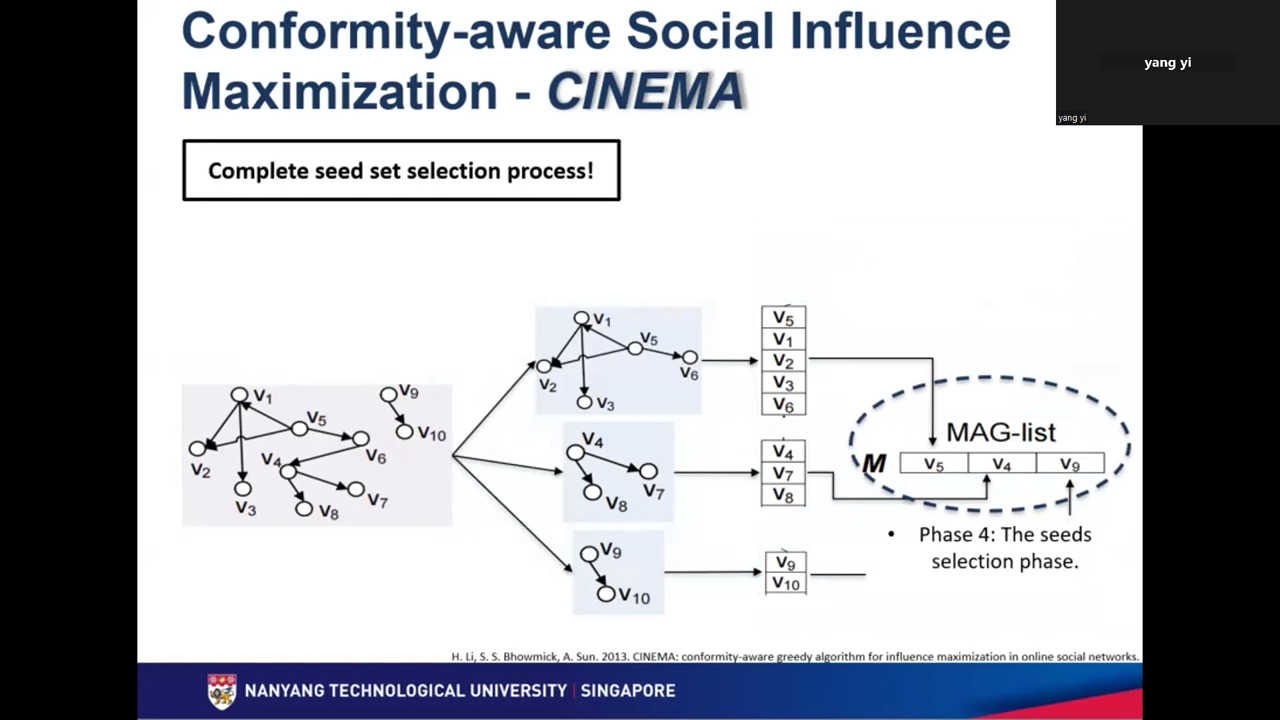 Conformity-aware Social Influence
Maximization - CINEMA
yang yi
yang yi
Complete seed set selection process!
V1
V5
V2
V3
V4
V6
V7
V8
V9
V10
V1
V5
V2
V6
V3
V4
V7
V8
V9
V10
V5
V1
V2
V3
V6
V4
V7
V8
V9
V10
MAG-list
M V5 V4 V9
• Phase 4: The seeds
selection phase.
H. Li, S. S. Bhowmick, A. Sun. 2013. CINEMA: conformity-aware greedy algorithm for influence maximization in online social networks.
NANYANG TECHNOLOGICAL UNIVERSITY | SINGAPORE